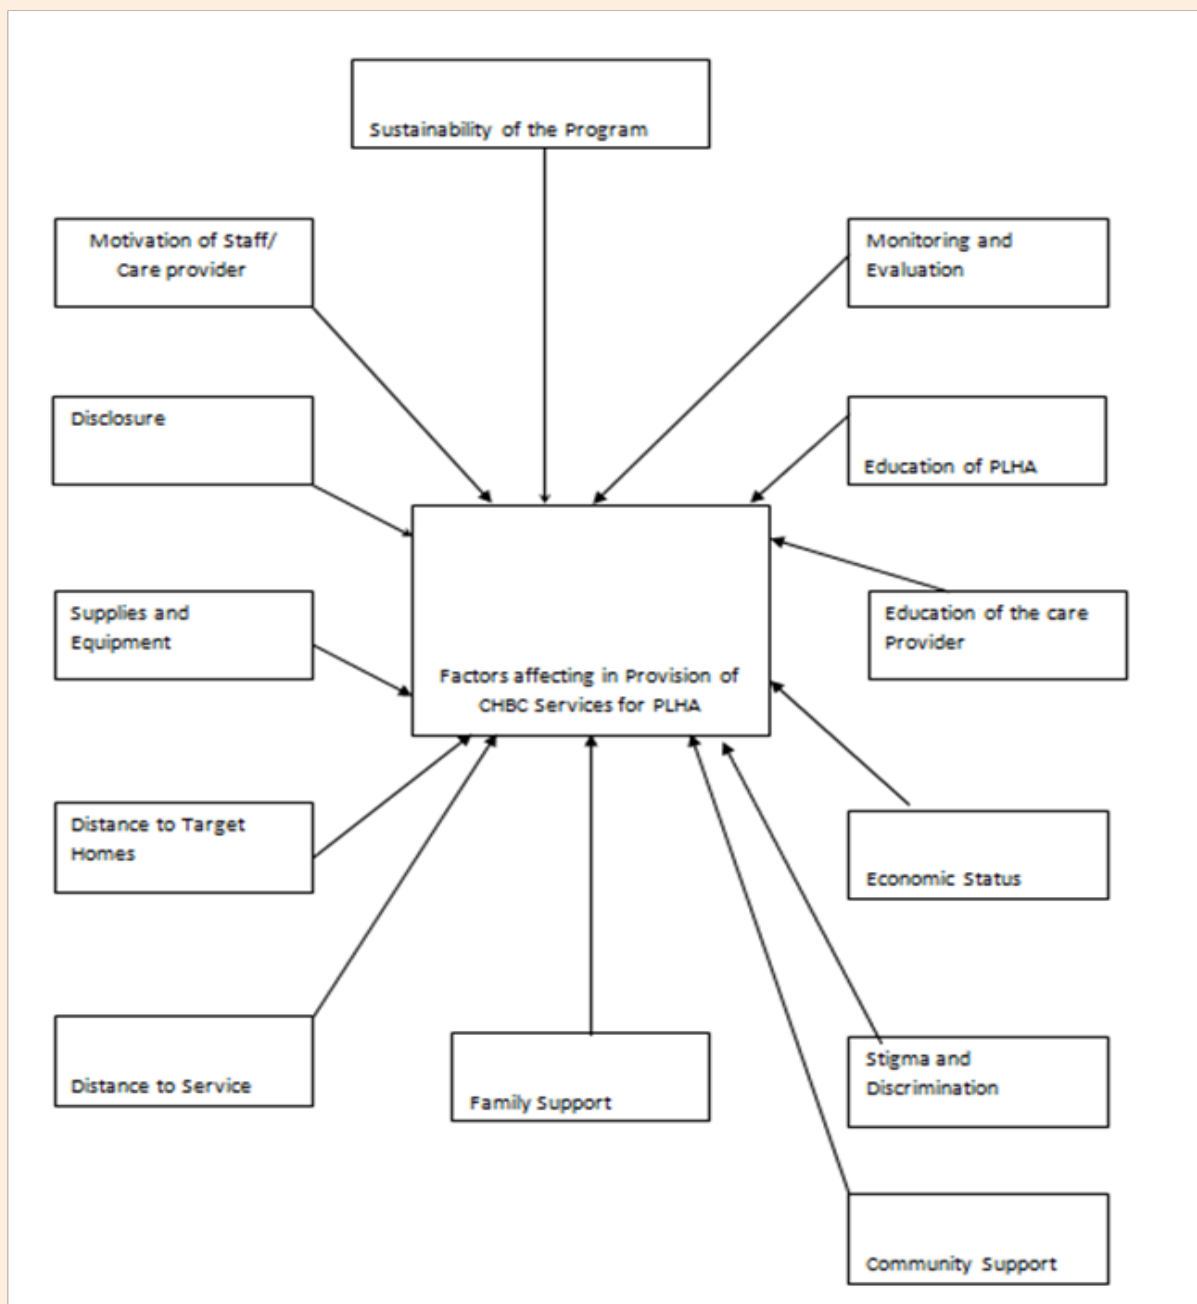 Sustainability of the Program
Motivation of Staff/
Care provider
Monitoring and
Evaluation
Disclosure
Education of PLHA
Supplies and
Equipment
Education of the care
Provider
Factors affecting in Provision of
CHBC Services for PLHA
Distance to Target
Homes
Economic Status
Distance to Service
Family Support
Stigma and
Discrimination
Community Support